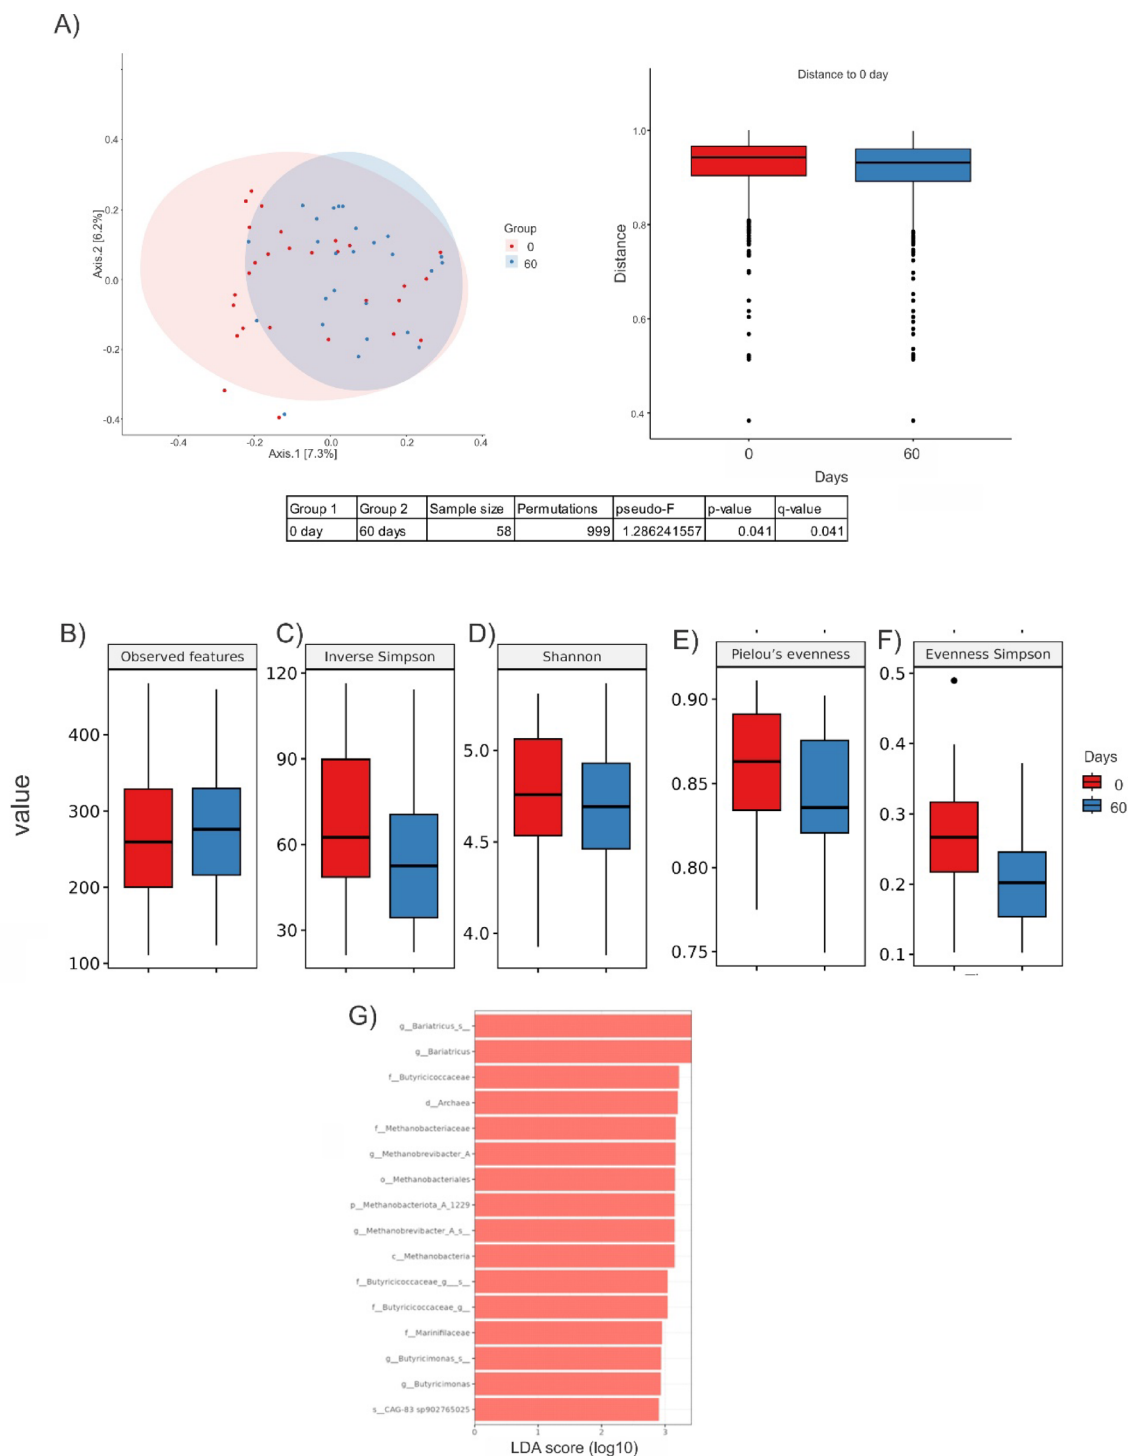 A)
Distance to 0 day
0.4
0.2
0.0
-0.2
-0.4
Axis.2 [6.2%]
-0.4
-0.2
0.0
0.2
0.4
Axis.1 [7.3%]
Group
0
60
1.0
0.8
0.6
0.4
Distance
0
60
Days
Group 1 Group 2 Sample size Permutations pseudo-F p-value q-value
0 day 60 days 58 999 1.286241557 0.041 0.041
B)
Observed features
400
300
200
100
value
C)
Inverse Simpson
120
90
60
30
D)
Shannon
5.0
4.5
4.0
E)
Pielou's evenness
0.90
0.85
0.80
0.75
F)
Evenness Simpson
0.5
0.4
0.3
0.2
0.1
Days
0
60
G)
g__Bariatricus_s__
g__Bariatricus
f__Butyricicoccaceae
d__Archaea
f__Methanobacteriaceae
g__Methanobrevibacter_A
o__Methanobacteriales
p__Methanobacteriota_A_1229
g__Methanobrevibacter_A_s__
c__Methanobacteria
f__Butyricicoccaceae_g__s__
f__Butyricicoccaceae_g__
f__Marinifilaceae
g__Butyricimonas_s__
g__Butyricimonas
s__CAG-83 sp902765025
0
1
2
3
LDA score (log10)